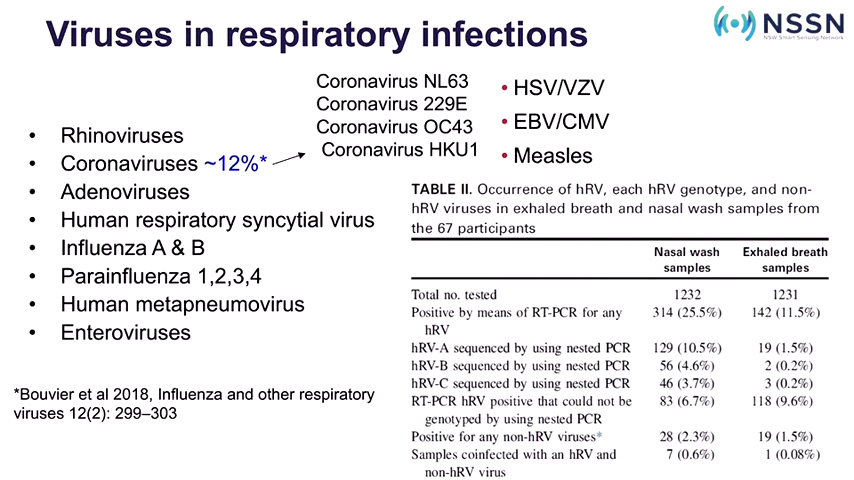 Viruses in respiratory infections
NSSN
NSW Smart Sensing Network
• Rhinoviruses
• Coronaviruses ~12%*
• Adenoviruses
• Human respiratory syncytial virus
• Influenza A & B
• Parainfluenza 1,2,3,4
• Human metapneumovirus
• Enteroviruses
Coronavirus NL63
Coronavirus 229E
Coronavirus OC43
Coronavirus HKU1
• HSV/VZV
• EBV/CMV
• Measles
*Bouvier et al 2018, Influenza and other respiratory
viruses 12(2): 299–303
TABLE II. Occurrence of hRV, each hRV genotype, and non-
hRV viruses in exhaled breath and nasal wash samples from
the 67 participants
Nasal wash Exhaled breath
samples samples
Total no. tested 1232 1231
Positive by means of RT-PCR for any 314 (25.5%) 142 (11.5%)
hRV
hRV-A sequenced by using nested PCR 129 (10.5%) 19 (1.5%)
hRV-B sequenced by using nested PCR 56 (4.6%) 2 (0.2%)
hRV-C sequenced by using nested PCR 46 (3.7%) 3 (0.2%)
RT-PCR hRV positive that could not be 83 (6.7%) 118 (9.6%)
genotyped by using nested PCR
Positive for any non-hRV viruses* 28 (2.3%) 19 (1.5%)
Samples coinfected with an hRV and 7 (0.6%) 1 (0.08%)
non-hRV virus